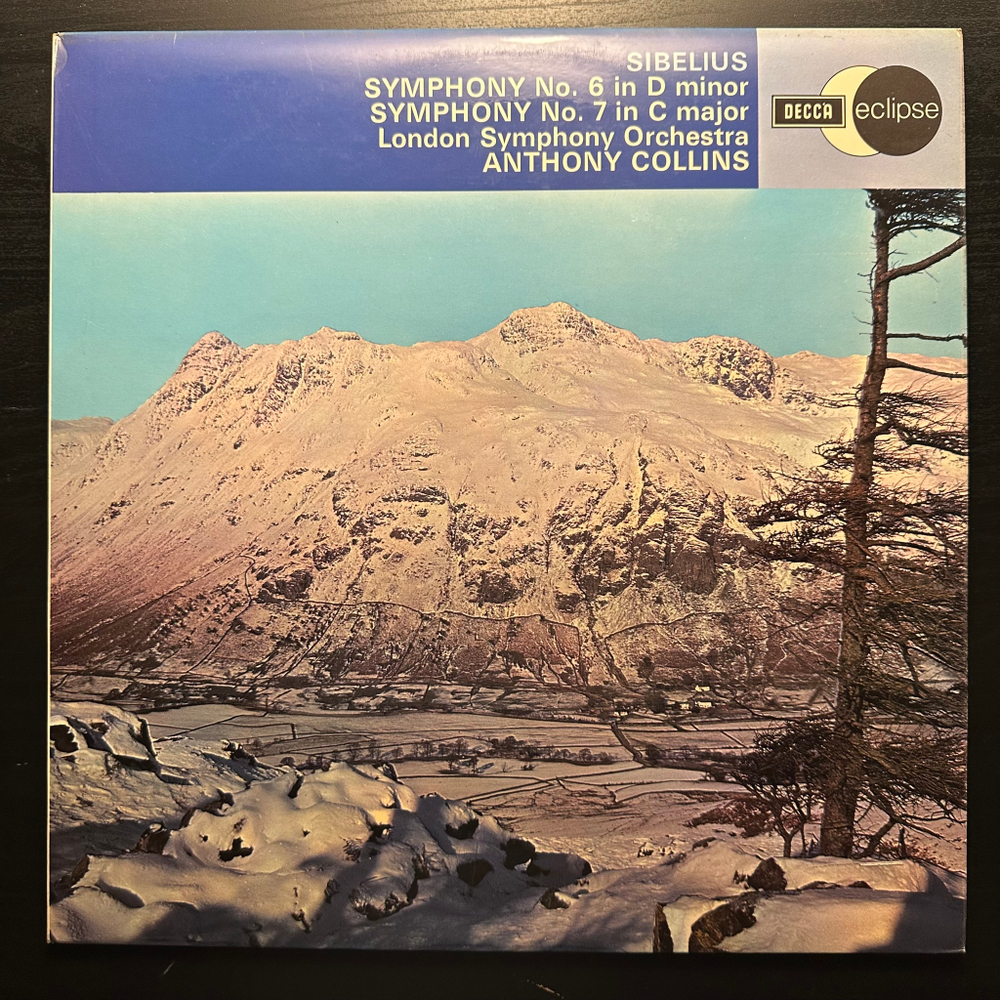 SIBELIUS
SYMPHONY No. 6 in D minor
SYMPHONY No. 7 in C major
London Symphony Orchestra
ANTHONY COLLINS
DECCA eclipse